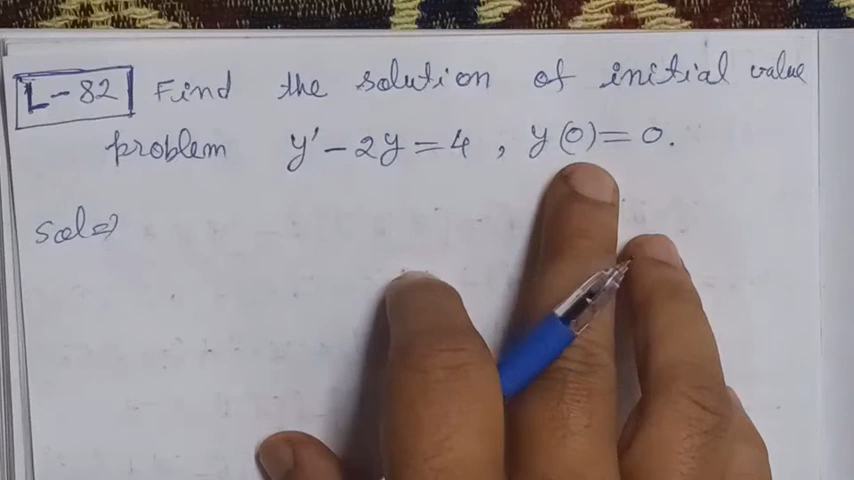 L-82 Find the solution of initial value
problem y' - 2y = 4 , y(0) = 0.
sol⇒